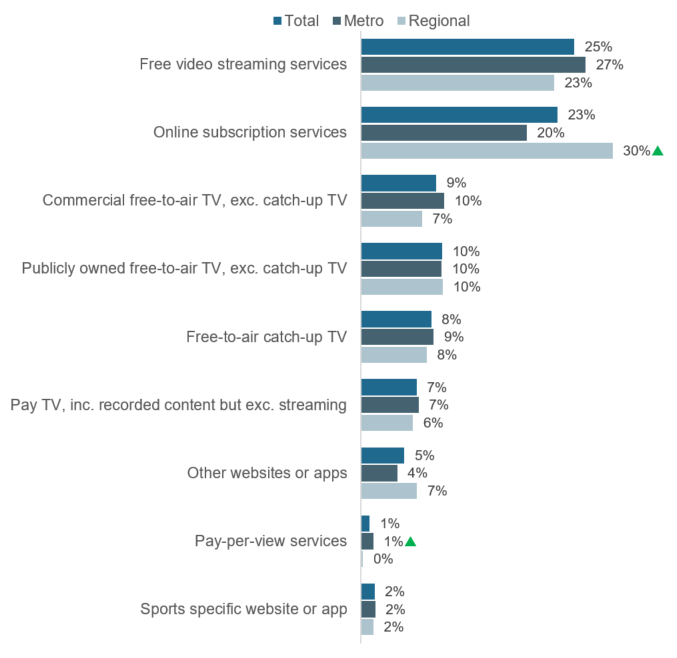 Total Metro Regional
Free video streaming services
25%
27%
23%
Online subscription services
23%
20%
30%
Commercial free-to-air TV, exc. catch-up TV
9%
10%
7%
Publicly owned free-to-air TV, exc. catch-up TV
10%
10%
10%
Free-to-air catch-up TV
8%
9%
8%
Pay TV, inc. recorded content but exc. streaming
7%
7%
6%
Other websites or apps
5%
4%
7%
Pay-per-view services
1%
1%
0%
Sports specific website or app
2%
2%
2%